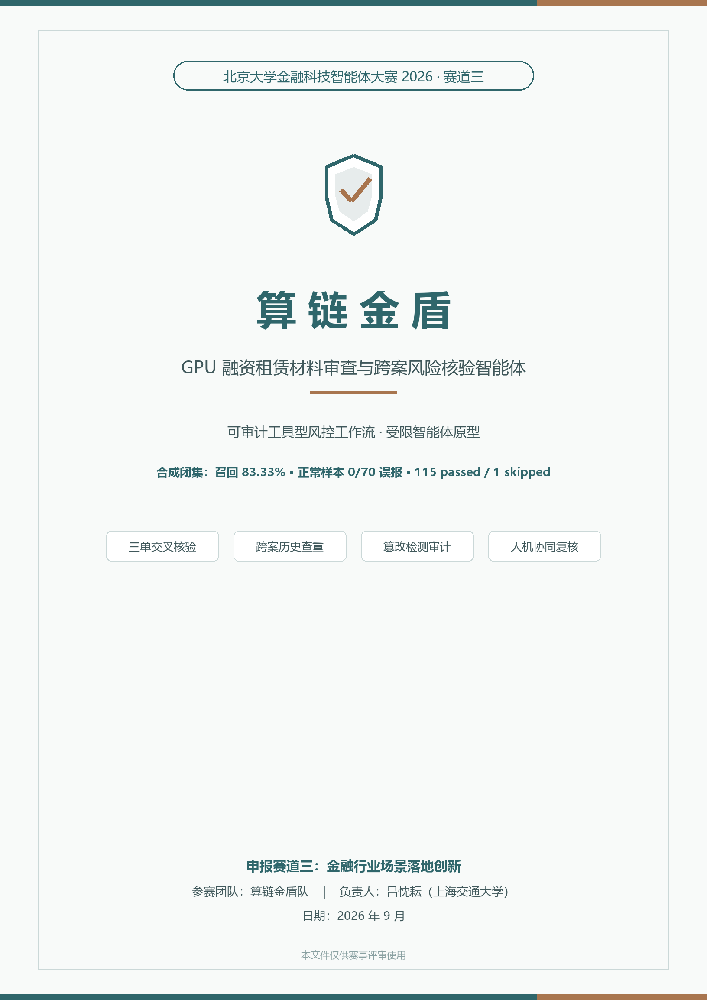 北京大学金融科技智能体大赛 2026 · 赛道三
算链金盾
GPU 融资租赁材料审查与跨案风险核验智能体
可审计工具型风控工作流 · 受限智能体原型
合成闭集：召回 83.33% • 正常样本 0/70 误报 • 115 passed / 1 skipped
三单交叉核验
跨案历史查重
篡改检测审计
人机协同复核
申报赛道三：金融行业场景落地创新
参赛团队：算链金盾队 | 负责人：吕忱耘（上海交通大学）
日期：2026 年 9 月
本文件仅供赛事评审使用